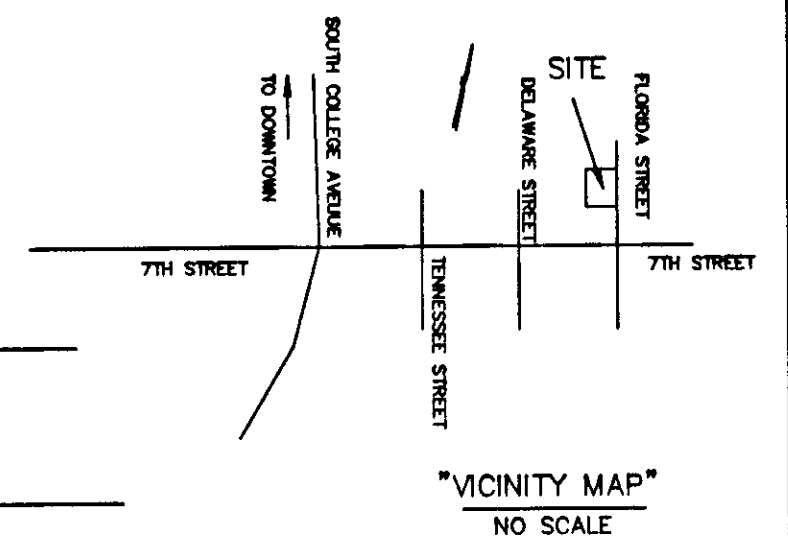 SOUTH COLLEGE AVEUUE
TO DOWNTOWN
DELAWARE STREET
SITE
FLORIDA STREET
7TH STREET
TENNESSEE STREET
7TH STREET
"VICINITY MAP"
NO SCALE